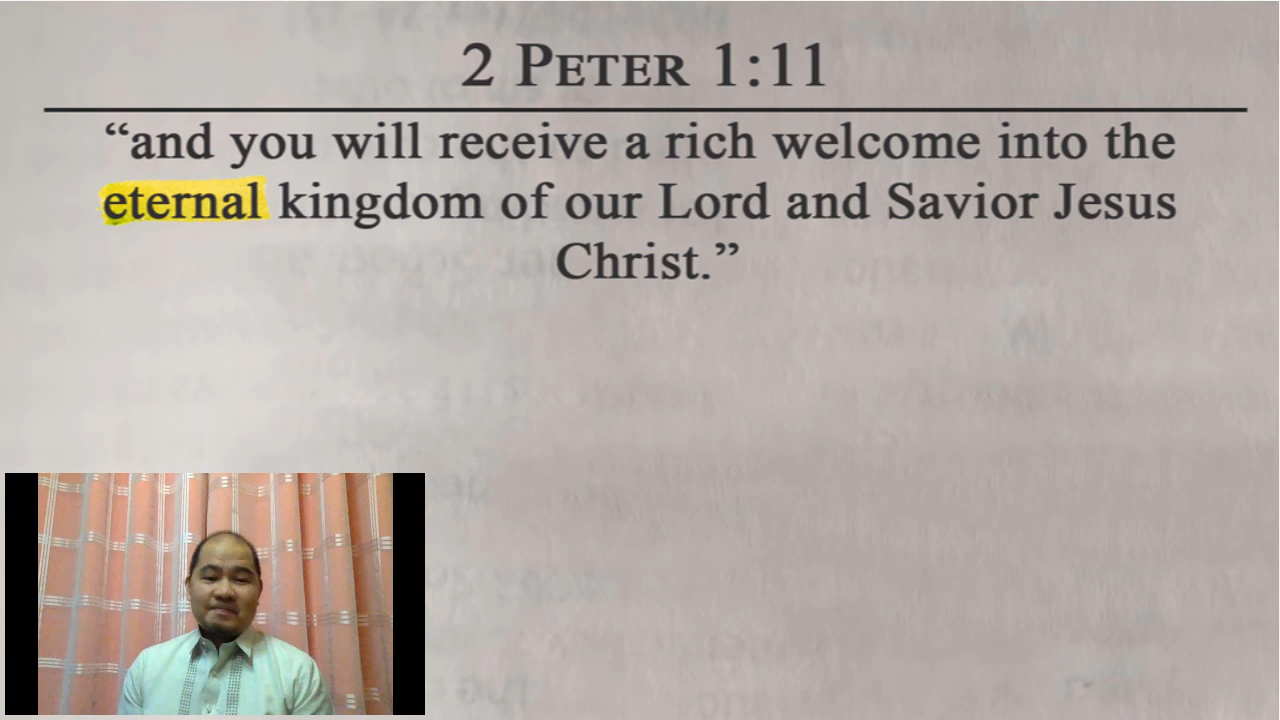 2 PETER 1:11
“and you will receive a rich welcome into the
eternal kingdom of our Lord and Savior Jesus
Christ.”